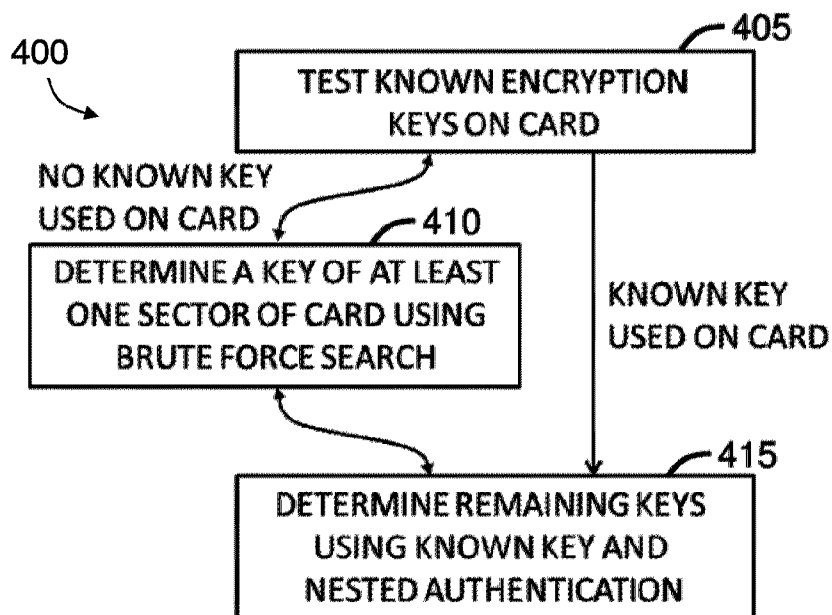 400
405
TEST KNOWN ENCRYPTION
KEYS ON CARD
NO KNOWN KEY
USED ON CARD
410
DETERMINE A KEY OF AT LEAST
ONE SECTOR OF CARD USING
BRUTE FORCE SEARCH
KNOWN KEY
USED ON CARD
415
DETERMINE REMAINING KEYS
USING KNOWN KEY AND
NESTED AUTHENTICATION